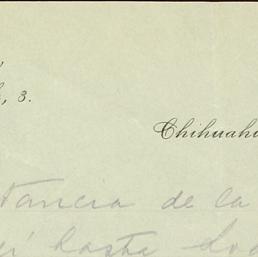 , 3.
Chihuahu
tancia de la
hasta